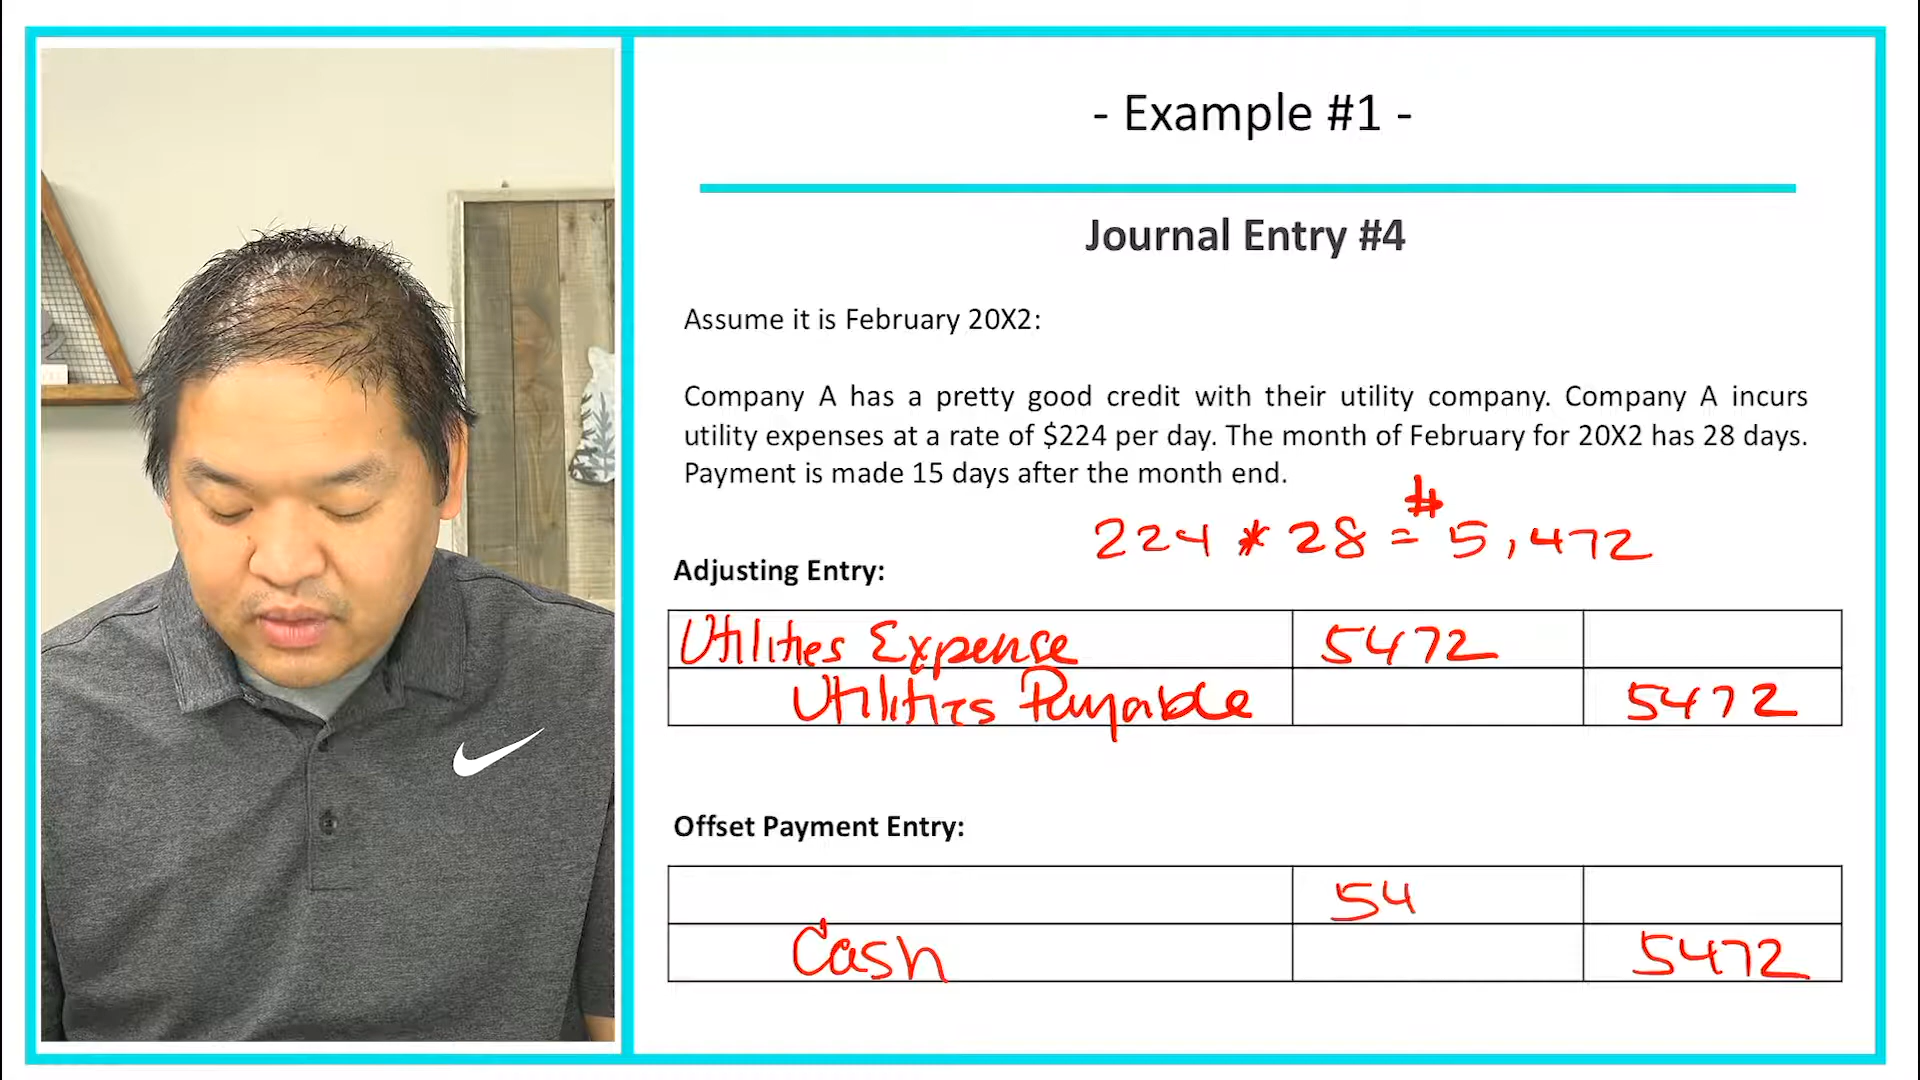 - Example #1 -
Journal Entry #4
Assume it is February 20X2:
Company A has a pretty good credit with their utility company. Company A incurs
utility expenses at a rate of $224 per day. The month of February for 20X2 has 28 days.
Payment is made 15 days after the month end.
224 * 28 = $5,472
Adjusting Entry:
Utilities Expense 5472
Utilities Payable 5472
Offset Payment Entry:
54
Cash 5472